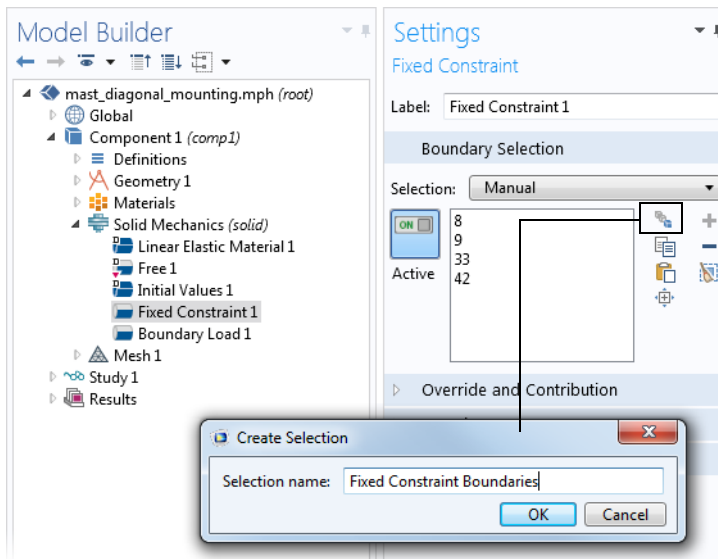 Model Builder
mast_diagonal_mounting.mph (root)
Global
Component 1 (comp1)
Definitions
Geometry 1
Materials
Solid Mechanics (solid)
Linear Elastic Material 1
Free 1
Initial Values 1
Fixed Constraint 1
Boundary Load 1
Mesh 1
Study 1
Results
Settings
Fixed Constraint
Label: Fixed Constraint 1
Boundary Selection
Selection: Manual
ON
Active
8
9
33
42
Override and Contribution
Create Selection
Selection name: Fixed Constraint Boundaries
OK Cancel